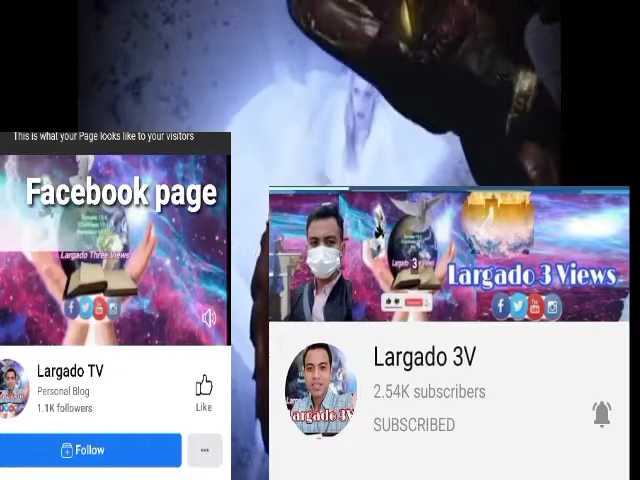 This is what your Page looks like to your visitors
Facebook page
Largado Three Views
Largado TV
Personal Blog
1.1K followers
Like
Follow
Largado 3 Views
Largado 3V
2.54K subscribers
SUBSCRIBED